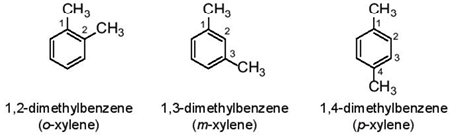 CH₃
1
2
CH₃
1,2-dimethylbenzene
(o-xylene)
CH₃
1
2
3
CH₃
1,3-dimethylbenzene
(m-xylene)
CH₃
1
2
3
4
CH₃
1,4-dimethylbenzene
(p-xylene)